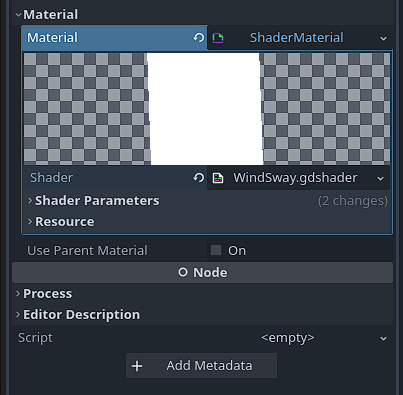 Material
Material ShaderMaterial
Shader WindSway.gdshader
Shader Parameters (2 changes)
Resource
Use Parent Material On
Node
Process
Editor Description
Script <empty>
Add Metadata